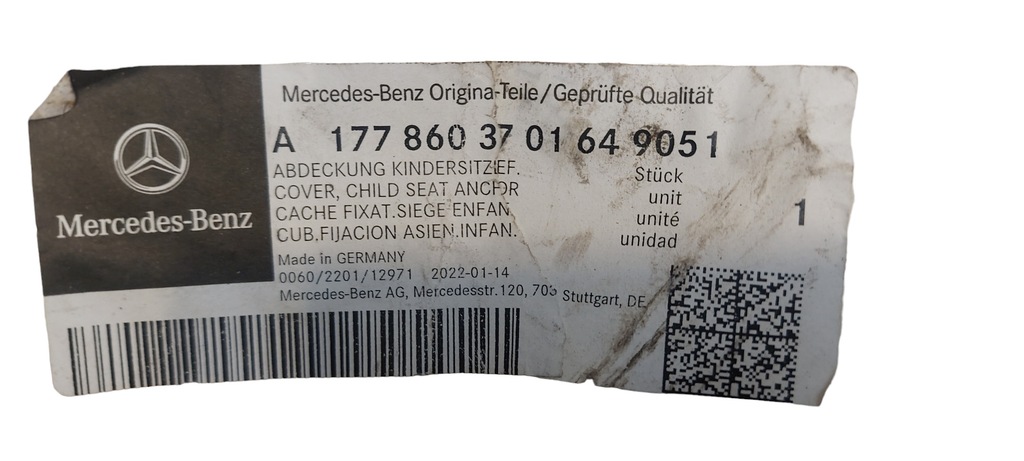 Mercedes-Benz Origina-Teile/Geprüfte Qualität
A 177 860 37 01 64 9051
ABDECKUNG KINDERSITZEF.
COVER, CHILD SEAT ANCHOR
CACHE FIXAT.SIEGE ENFAN.
CUB.FIJACION ASIEN.INFAN.
Stück
unit
unité
unidad
1
Mercedes-Benz
Made in GERMANY
0060/2201/12971 2022-01-14
Mercedes-Benz AG, Mercedesstr.120, Stuttgart, DE